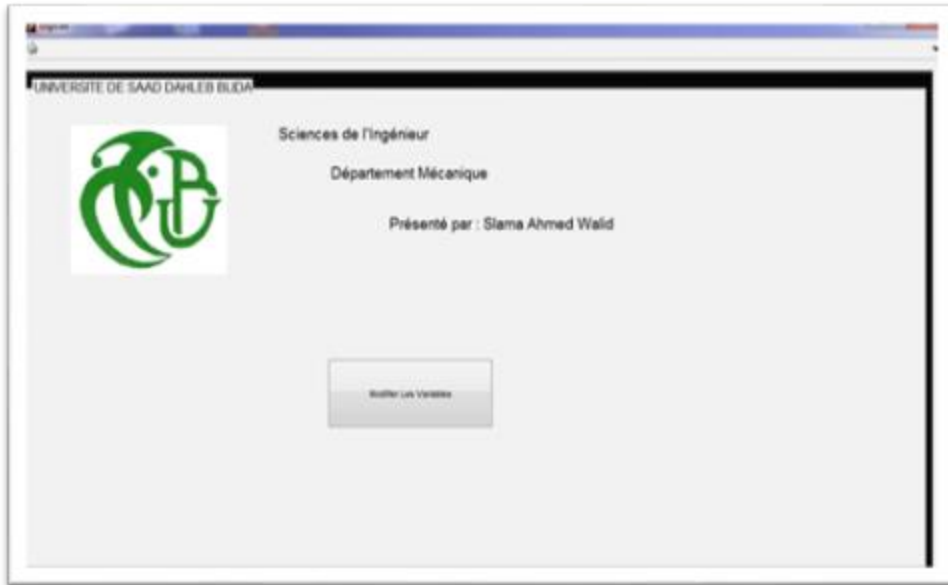 UNIVERSITE DE SAAD DAHLEB BLIDA
Sciences de l'Ingénieur
Département Mécanique
Présenté par : Slama Ahmed Walid
Modifier Les Variables